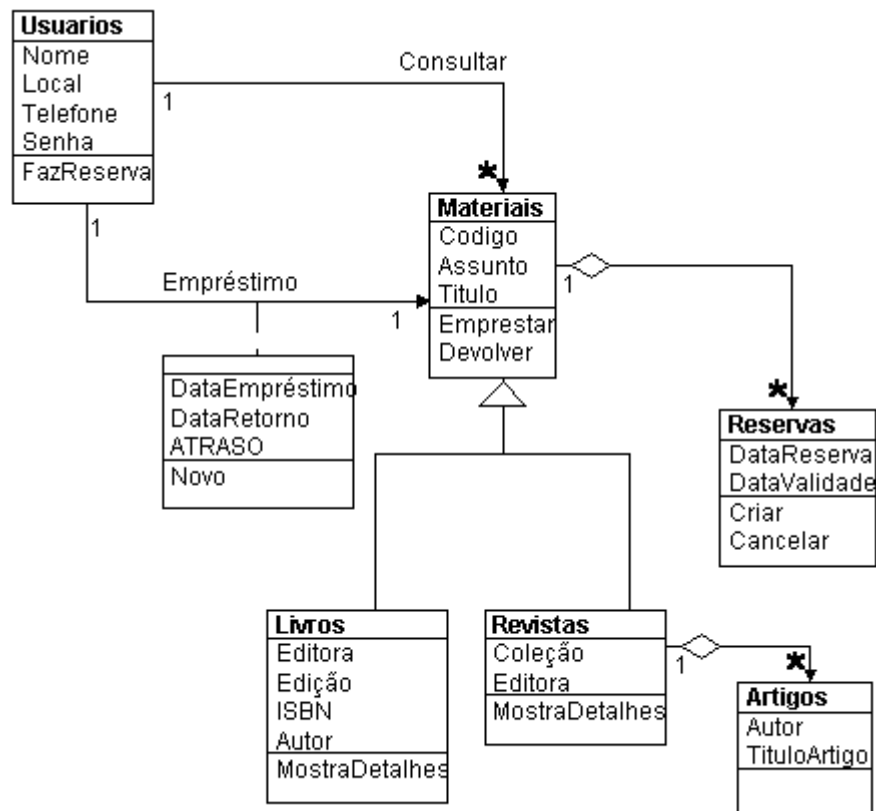 Usuarios
Nome
Local
Telefone
Senha
FazReserva
Consultar
1
*
1
Empréstimo
1
DataEmpréstimo
DataRetorno
ATRASO
Novo
Materiais
Codigo
Assunto
Titulo
Emprestar
Devolver
1
*
Reservas
DataReserva
DataValidade
Criar
Cancelar
Livros
Editora
Edição
ISBN
Autor
MostraDetalhes
Revistas
Coleção
Editora
MostraDetalhes
1
*
Artigos
Autor
TituloArtigo